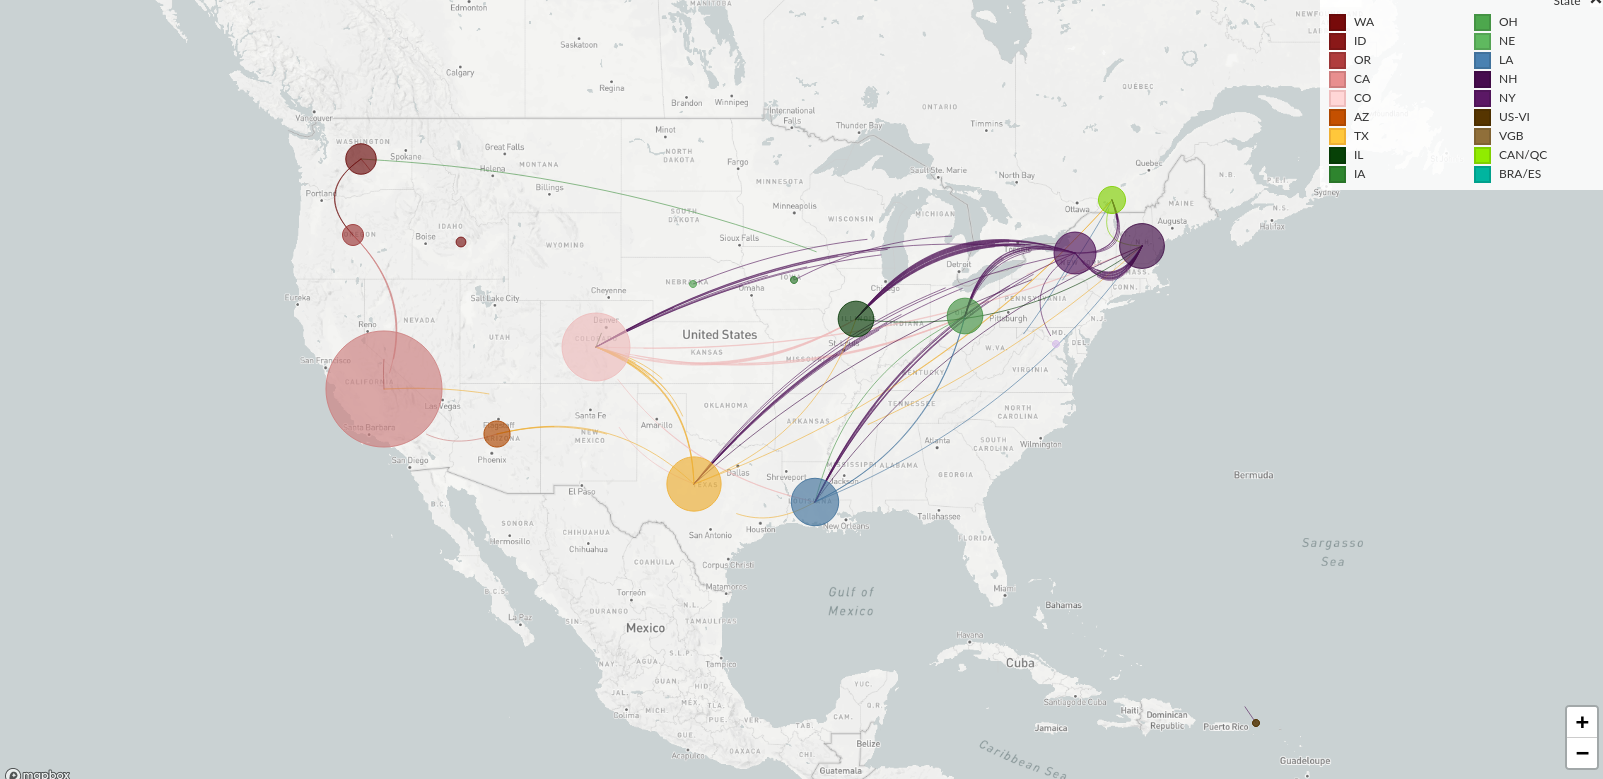 State
WA
OH
ID
NE
OR
LA
CA
NH
CO
NY
AZ
US-VI
TX
VGB
IL
CAN/QC
IA
BRA/ES
Edmonton
Saskatoon
Calgary
Regina
Brandon
Winnipeg
International
Falls
ONTARIO
QUÉBEC
Timmins
Thunder Bay
Vancouver
Minot
WASHINGTON
Spokane
Great Falls
Helena
MONTANA
NORTH
DAKOTA
Fargo
Sault Ste. Marie
North Bay
Quebec
N.B.
Portland
Billings
MINNESOTA
Ottawa
MAINE
Sydney
N.S.
SOUTH
DAKOTA
Minneapolis
WISCONSIN
MICHIGAN
Augusta
Halifax
IDAHO
Boise
WYOMING
Sioux Falls
Detroit
MASS.
CONN.
NEBRASKA
Omaha
Chicago
Eureka
Salt Lake City
Cheyenne
PENNSYLVANIA
Pittsburgh
N.J.
Reno
NEVADA
Denver
COLORADO
United States
INDIANA
St. Louis
MD.
DEL.
UTAH
KANSAS
MISSOURI
W.VA.
San Francisco
CALIFORNIA
KENTUCKY
VIRGINIA
Las Vegas
OKLAHOMA
TENNESSEE
NORTH
CAROLINA
Santa Fe
Amarillo
ARKANSAS
Santa Barbara
Flagstaff
ARIZONA
NEW
MEXICO
Atlanta
SOUTH
CAROLINA
Wilmington
San Diego
Phoenix
Dallas
Shreveport
MISSISSIPPI
ALABAMA
Jackson
GEORGIA
Bermuda
El Paso
B.C.
SONORA
Hermosillo
CHIHUAHUA
Chihuahua
San Antonio
Houston
New Orleans
Tallahassee
FLORIDA
Sargasso
Sea
COAHUILA
Corpus Christi
Matamoros
Miami
B.C.S.
Torreón
N.L.
Gulf of
Mexico
Bahamas
La Paz
DURANGO
SIN.
TAMAULIPAS
Mexico
Havana
NAY.
AGUA.
S.L.P.
Tampico
Cuba
JAL.
GUA.
YUC.
Q.R.
Colima
MICH.
MÉX.
TLA.
PUE.
VER.
CAM.
TAB.
Santiago de Cuba
Haiti
Dominican
Republic
Jamaica
Puerto Rico
GUE.
OAXACA
CHI.
Acapulco
Belize
Guatemala
Caribbean Sea
Guadeloupe
+
−
mapbox